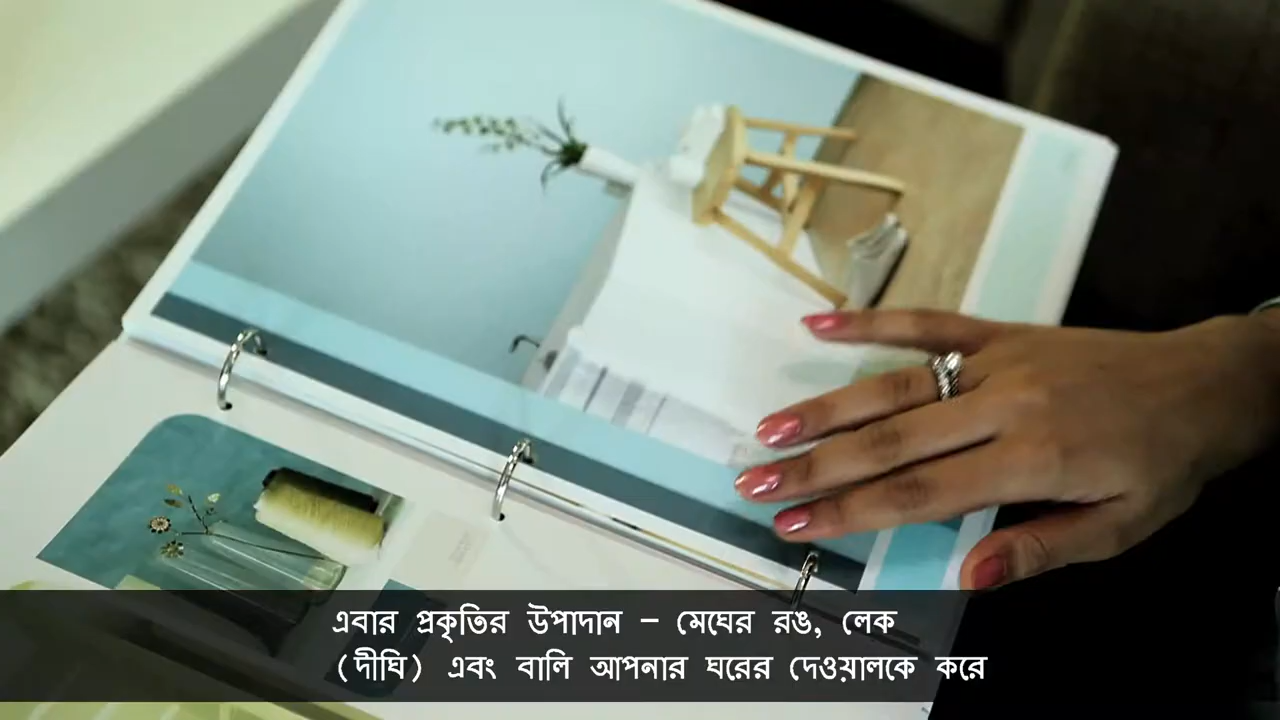 এবার প্রকৃতির উপাদান – মেঘের রঙ, লেক
(দীঘি) এবং বালি আপনার ঘরের দেওয়ালকে করে